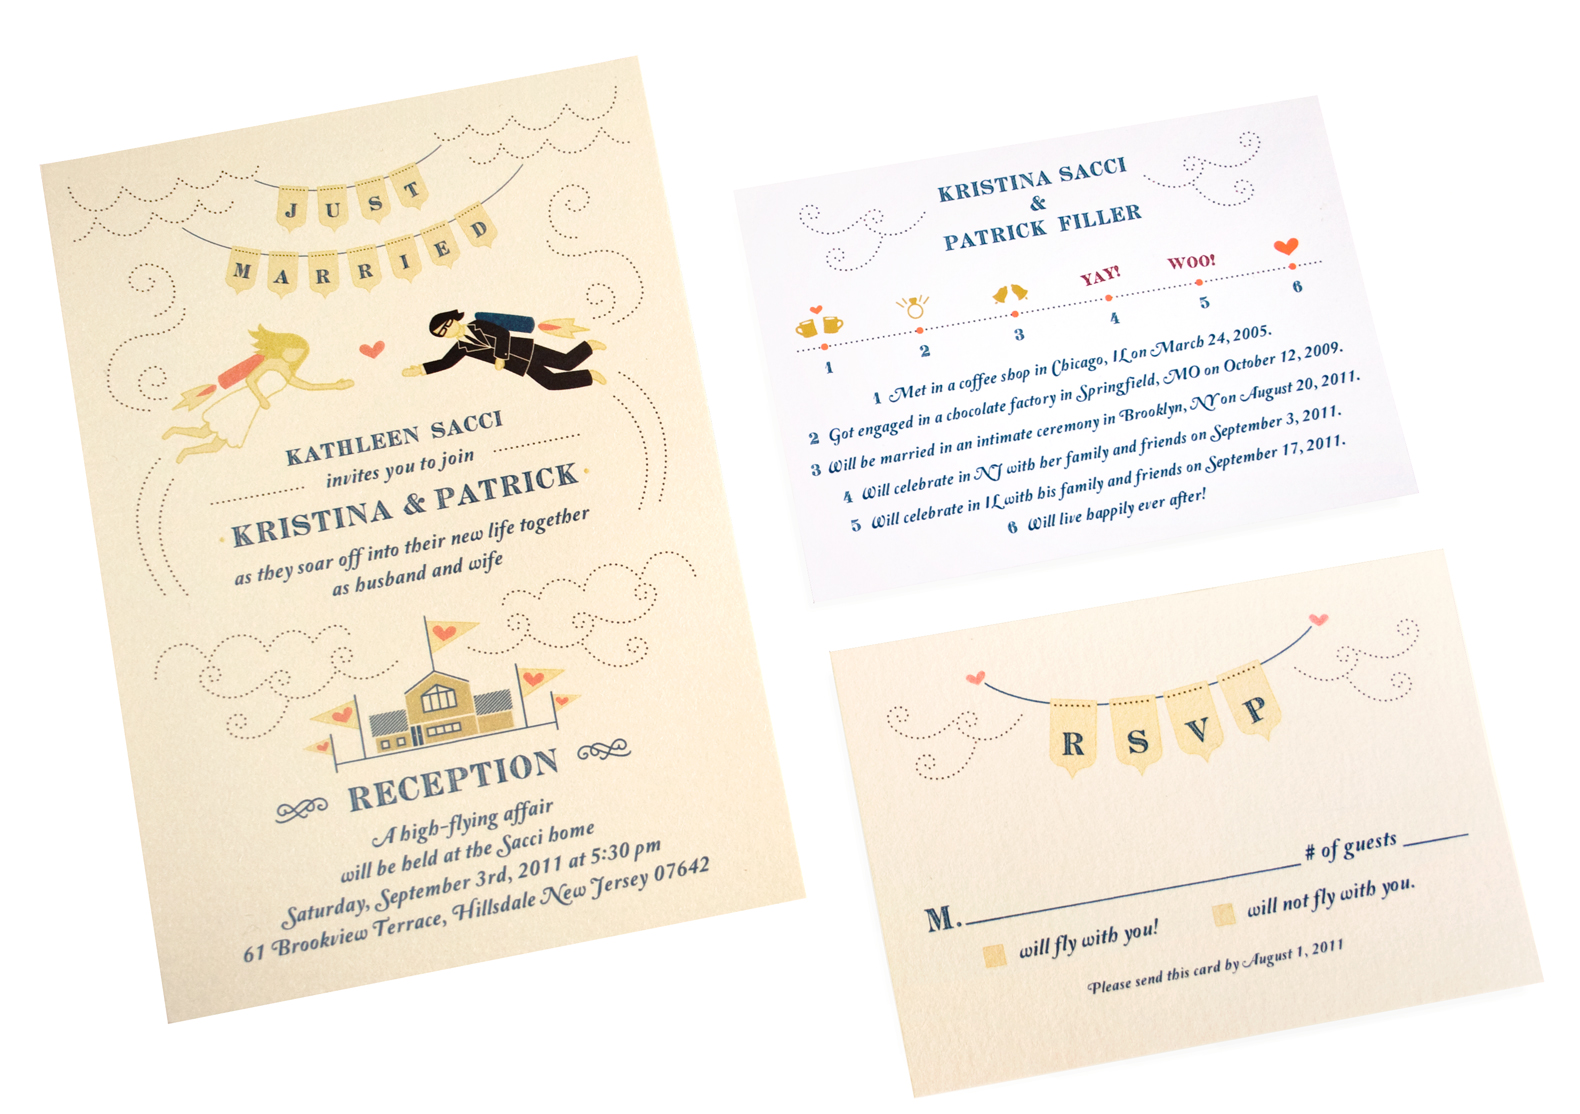 JUST
MARRIED
KATHLEEN SACCI
invites you to join
KRISTINA & PATRICK
as they soar off into their new life together
as husband and wife
RECEPTION
A high-flying affair
will be held at the Sacci home
Saturday, September 3rd, 2011 at 5:30 pm
61 Brookview Terrace, Hillsdale New Jersey 07642
KRISTINA SACCI
&
PATRICK FILLER
YAY! WOO!
1 2 3 4 5 6
1 Met in a coffee shop in Chicago, IL on March 24, 2005.
2 Got engaged in a chocolate factory in Springfield, MO on October 12, 2009.
3 Will be married in an intimate ceremony in Brooklyn, NY on August 20, 2011.
4 Will celebrate in NJ with her family and friends on September 3, 2011.
5 Will celebrate in IL with his family and friends on September 17, 2011.
6 Will live happily ever after!
RSVP
M. # of guests
will fly with you! will not fly with you.
Please send this card by August 1, 2011